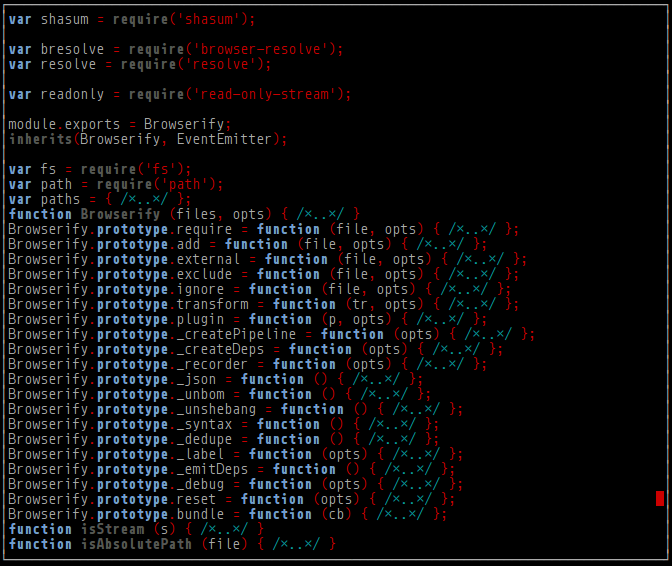 var shasum = require('shasum');
var bresolve = require('browser-resolve');
var resolve = require('resolve');
var readonly = require('read-only-stream');
module.exports = Browserify;
inherits(Browserify, EventEmitter);
var fs = require('fs');
var path = require('path');
var paths = { /*..*/ };
function Browserify (files, opts) { /*..*/ }
Browserify.prototype.require = function (file, opts) { /*..*/ };
Browserify.prototype.add = function (file, opts) { /*..*/ };
Browserify.prototype.external = function (file, opts) { /*..*/ };
Browserify.prototype.exclude = function (file, opts) { /*..*/ };
Browserify.prototype.ignore = function (file, opts) { /*..*/ };
Browserify.prototype.transform = function (tr, opts) { /*..*/ };
Browserify.prototype.plugin = function (p, opts) { /*..*/ };
Browserify.prototype._createPipeline = function (opts) { /*..*/ };
Browserify.prototype._createDeps = function (opts) { /*..*/ };
Browserify.prototype._recorder = function (opts) { /*..*/ };
Browserify.prototype._json = function () { /*..*/ };
Browserify.prototype._unbom = function () { /*..*/ };
Browserify.prototype._unshebang = function () { /*..*/ };
Browserify.prototype._syntax = function () { /*..*/ };
Browserify.prototype._dedupe = function () { /*..*/ };
Browserify.prototype._label = function (opts) { /*..*/ };
Browserify.prototype._emitDeps = function () { /*..*/ };
Browserify.prototype._debug = function (opts) { /*..*/ };
Browserify.prototype.reset = function (opts) { /*..*/ };
Browserify.prototype.bundle = function (cb) { /*..*/ };
function isStream (s) { /*..*/ }
function isAbsolutePath (file) { /*..*/ }